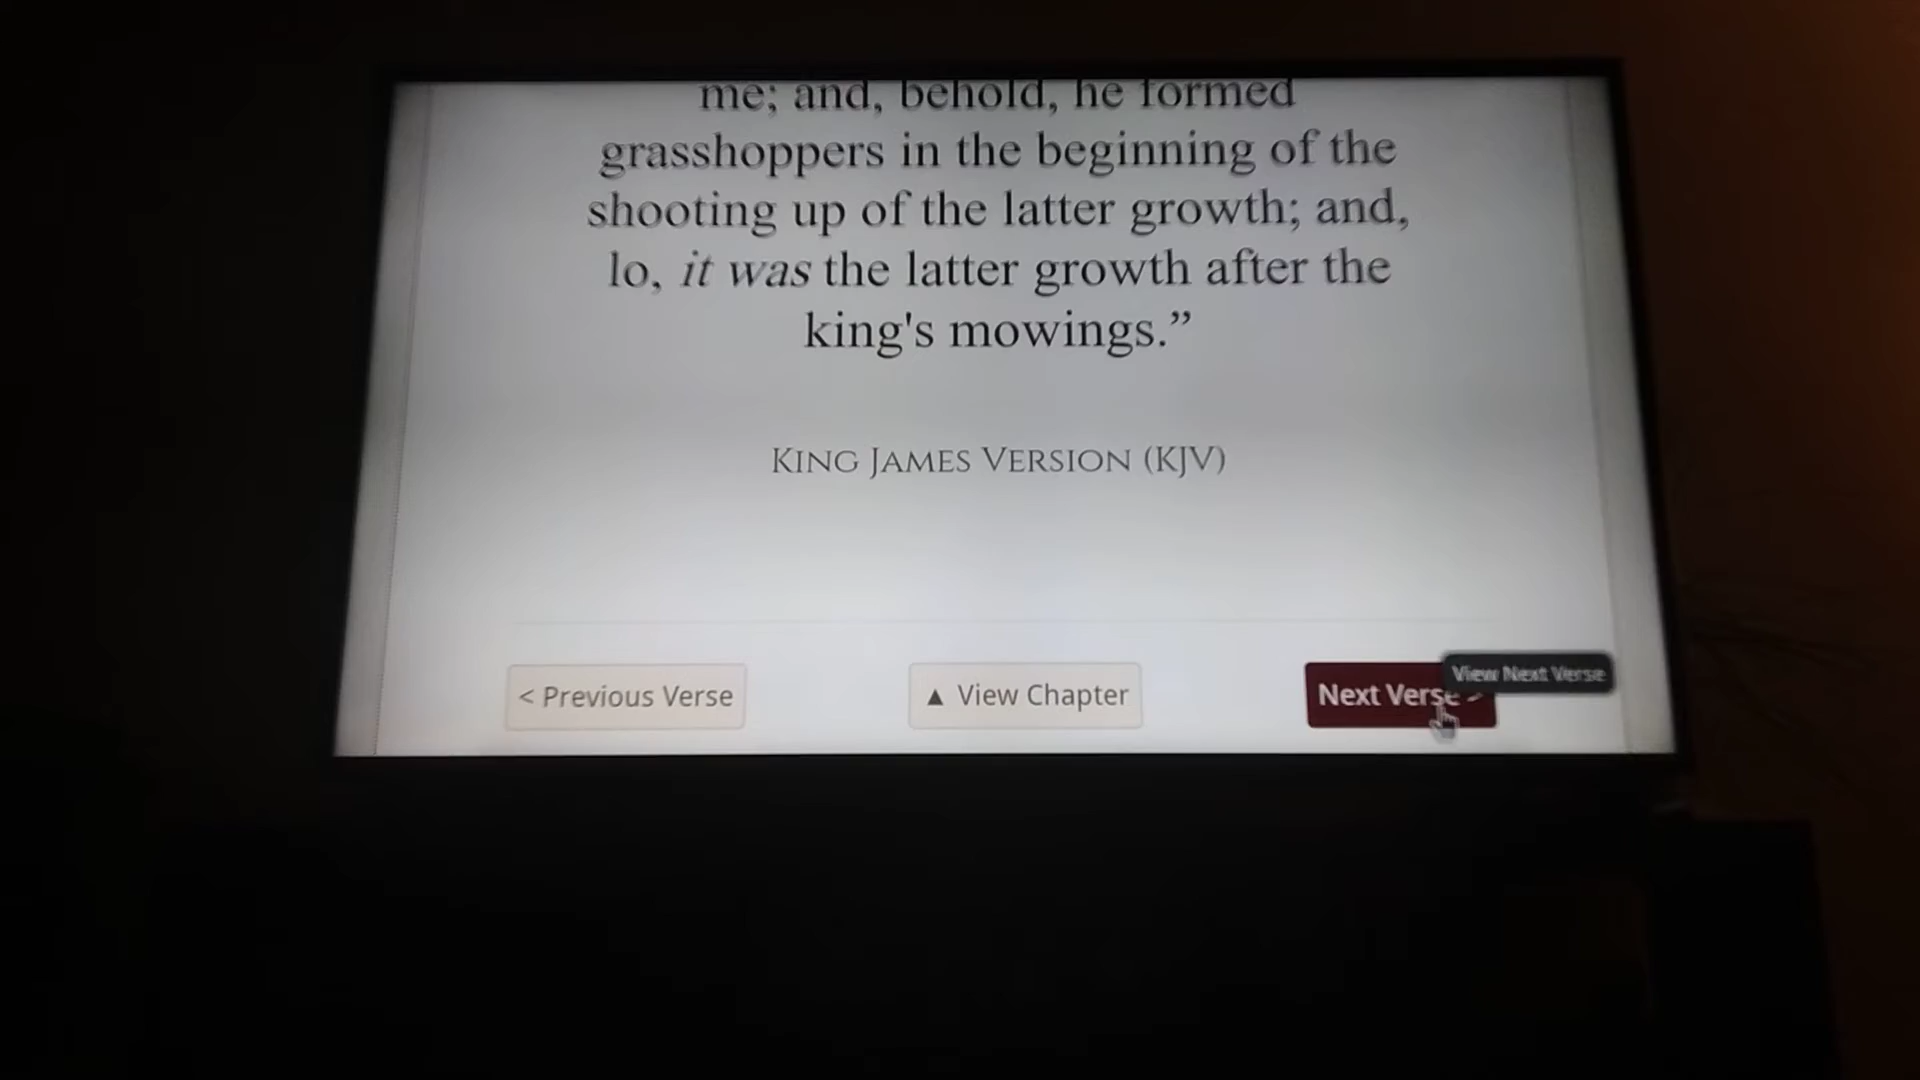 me; and, behold, he formed
grasshoppers in the beginning of the
shooting up of the latter growth; and,
lo, it was the latter growth after the
king's mowings.”
KING JAMES VERSION (KJV)
< Previous Verse
▲ View Chapter
Next Verse >
View Next Verse